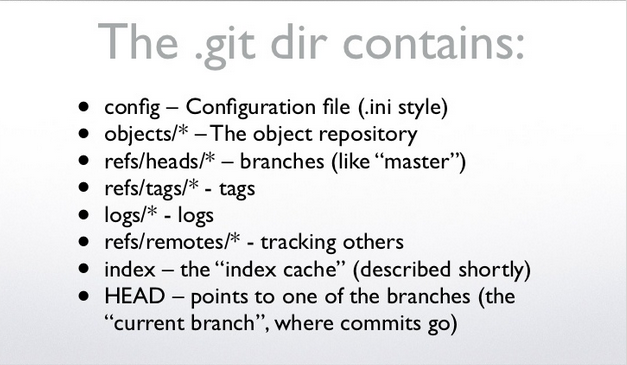 The .git dir contains:
• config – Configuration file (.ini style)
• objects/* – The object repository
• refs/heads/* – branches (like “master”)
• refs/tags/* - tags
• logs/* - logs
• refs/remotes/* - tracking others
• index – the “index cache” (described shortly)
• HEAD – points to one of the branches (the
“current branch”, where commits go)